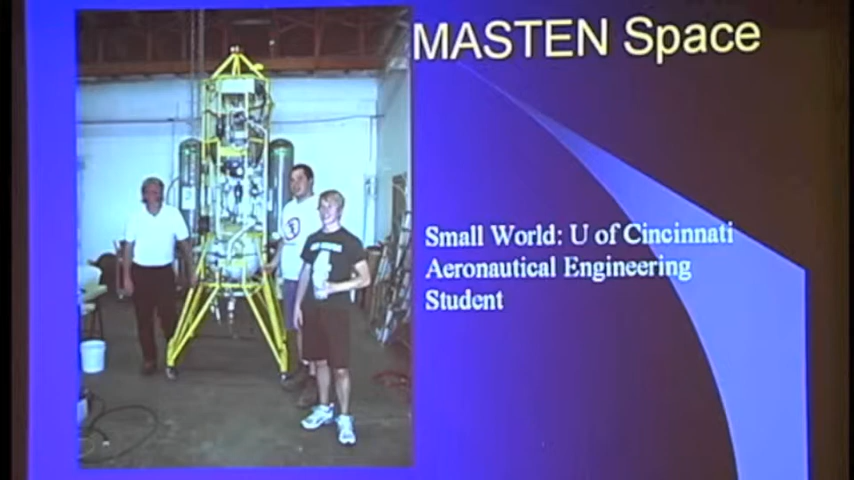 MASTEN Space
Small World: U of Cincinnati
Aeronautical Engineering
Student